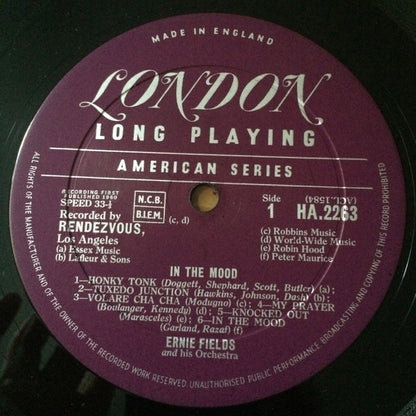 MADE IN ENGLAND
LONDON
LONG PLAYING
AMERICAN SERIES
RECORDING FIRST
PUBLISHED 1960
SPEED 33⅓
Recorded by
RENDEZVOUS,
Los Angeles
(a) Essex Music
(b) Lafleur & Sons
N.C.B.
B.I.E.M.
(c, d)
Side
1
HA.2263
(ACL.1584)
(c) Robbins Music
(d) World-Wide Music
(e) Robin Hood
(f) Peter Maurice
IN THE MOOD
1—HONKY TONK (Doggett, Shephard, Scott, Butler) (a);
2—TUXEDO JUNCTION (Hawkins, Johnson, Dash) (b);
3—VOLARE CHA CHA (Modugno) (c); 4—MY PRAYER
(Boulanger, Kennedy) (d); 5—KNOCKED OUT
(Marascalco) (e); 6—IN THE MOOD
(Garland, Razaf) (f)
ERNIE FIELDS
and his Orchestra
ALL RIGHTS OF THE MANUFACTURER AND OF THE OWNER OF THE RECORDED WORK RESERVED. UNAUTHORISED PUBLIC PERFORMANCE, BROADCASTING AND COPYING OF THIS RECORD PROHIBITED